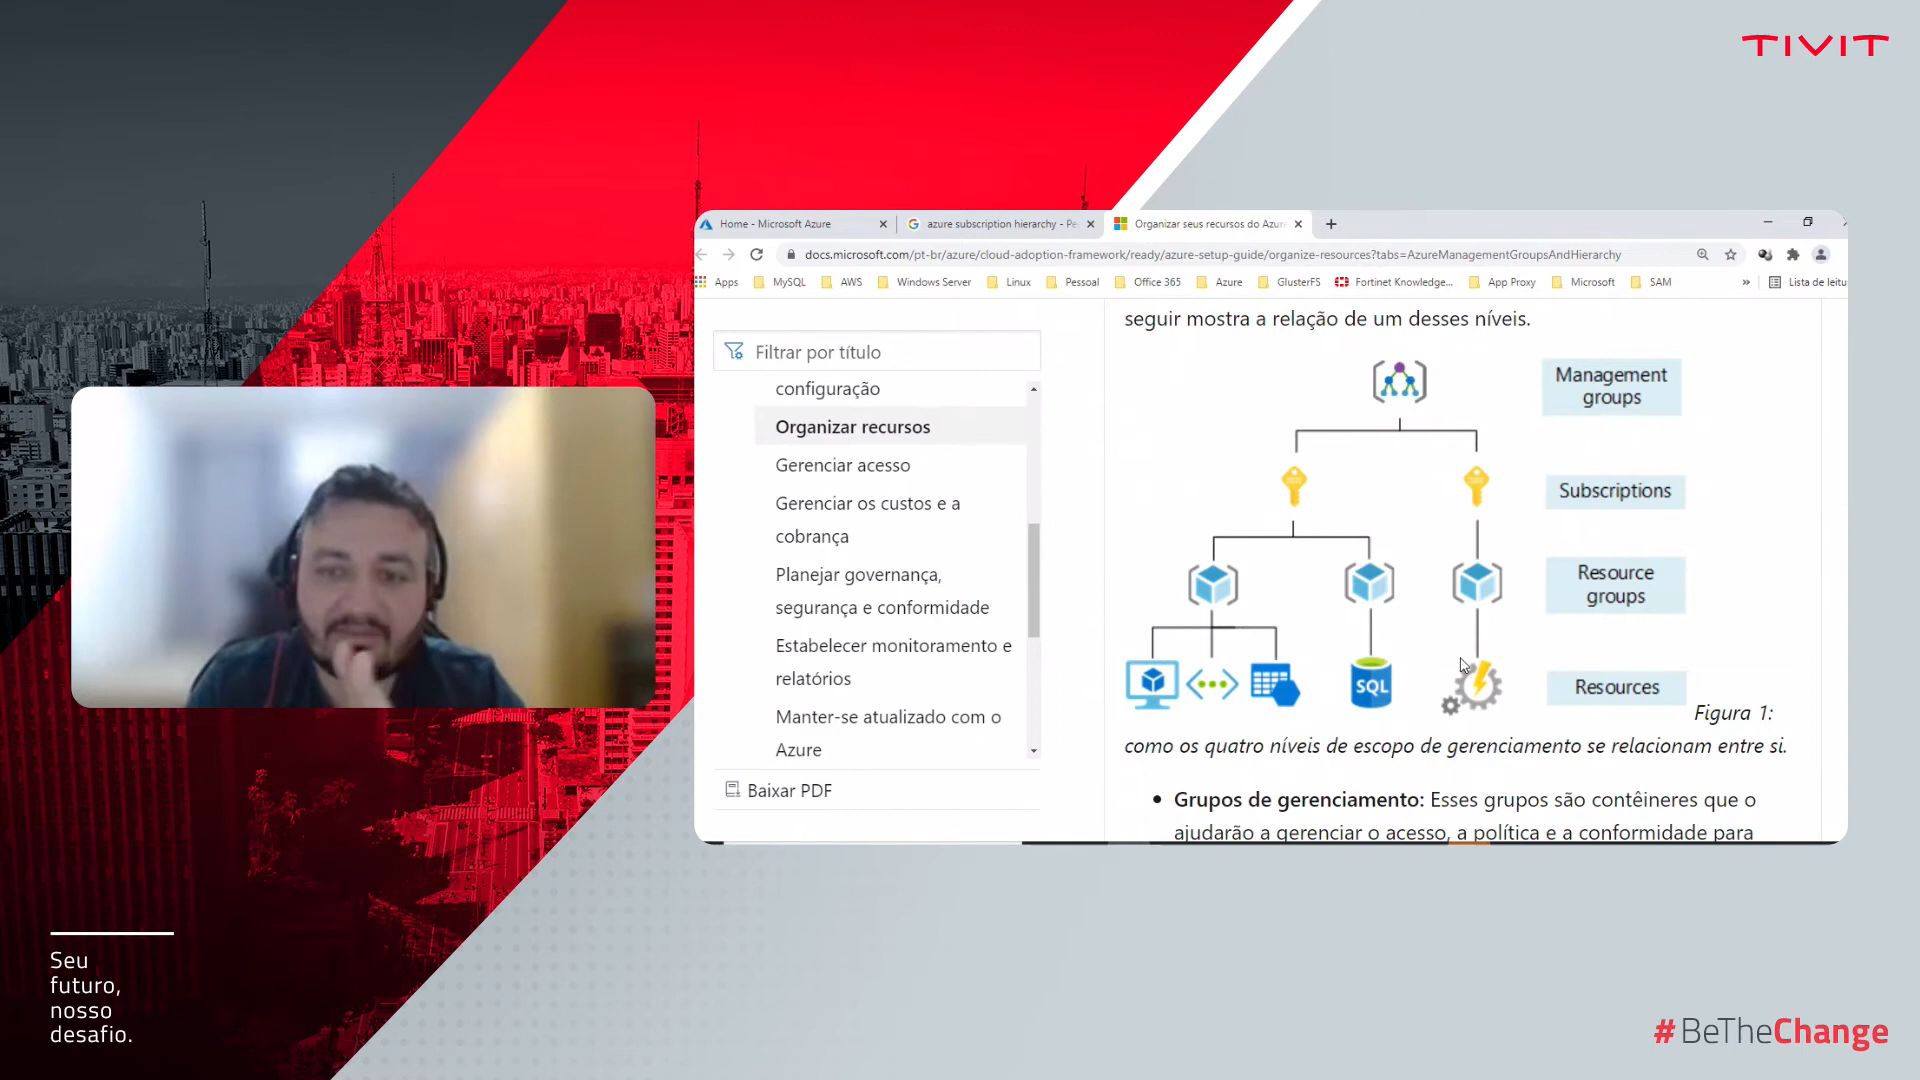 TIVIT
Home - Microsoft Azure
azure subscription hierarchy - Pe
Organizar seus recursos do Azure
docs.microsoft.com/pt-br/azure/cloud-adoption-framework/ready/azure-setup-guide/organize-resources?tabs=AzureManagementGroupsAndHierarchy
Apps MySQL AWS Windows Server Linux Pessoal Office 365 Azure GlusterFS Fortinet Knowledge... App Proxy Microsoft SAM » Lista de leitu
seguir mostra a relação de um desses níveis.
Filtrar por título
configuração
Organizar recursos
Gerenciar acesso
Gerenciar os custos e a
cobrança
Planejar governança,
segurança e conformidade
Estabelecer monitoramento e
relatórios
Manter-se atualizado com o
Azure
Baixar PDF
Management
groups
Subscriptions
Resource
groups
SQL
Resources
Figura 1:
como os quatro níveis de escopo de gerenciamento se relacionam entre si.
• Grupos de gerenciamento: Esses grupos são contêineres que o
ajudarão a gerenciar o acesso, a política e a conformidade para
Seu
futuro,
nosso
desafio.
#BeTheChange